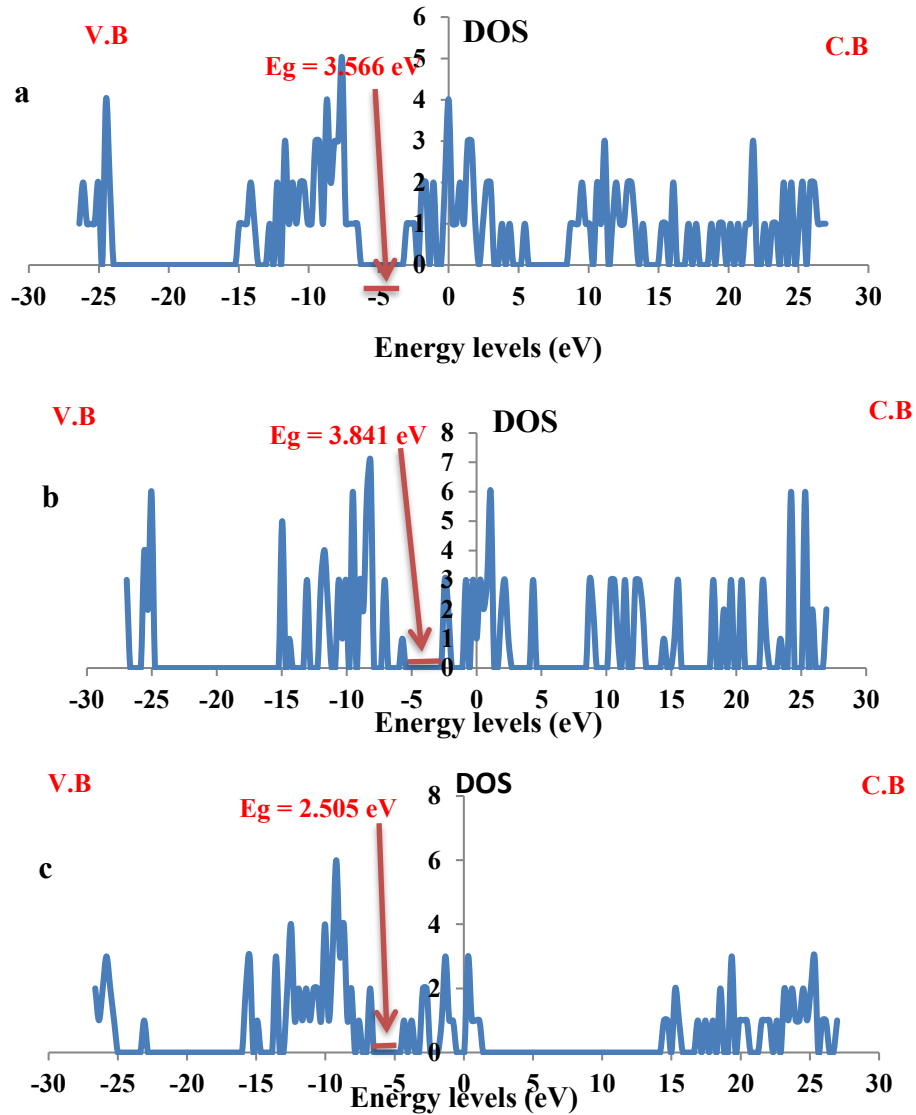 DOS
V.B
C.B
Eg = 3.566 eV
a
6
5
4
3
2
1
0
-30 -25 -20 -15 -10 -5 0 5 10 15 20 25 30
Energy levels (eV)
V.B
C.B
DOS
Eg = 3.841 eV
b
8
7
6
5
4
3
2
1
0
-30 -25 -20 -15 -10 -5 0 5 10 15 20 25 30
Energy levels (eV)
V.B
DOS
C.B
Eg = 2.505 eV
c
8
6
4
2
0
-30 -25 -20 -15 -10 -5 0 5 10 15 20 25 30
Energy levels (eV)